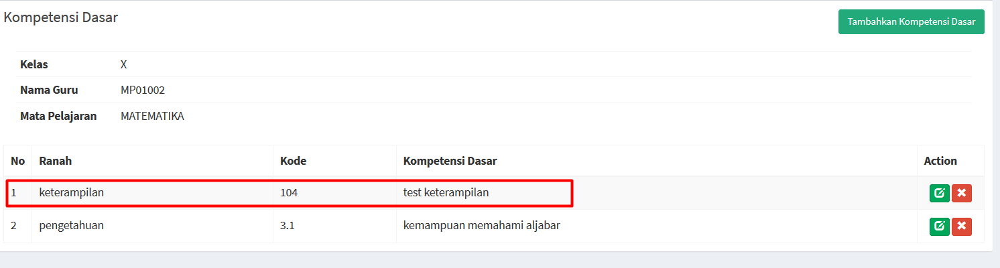 Kompetensi Dasar
Tambahkan Kompetensi Dasar
Kelas X
Nama Guru MP01002
Mata Pelajaran MATEMATIKA
No Ranah Kode Kompetensi Dasar Action
1 keterampilan 104 test keterampilan
2 pengetahuan 3.1 kemampuan memahami aljabar